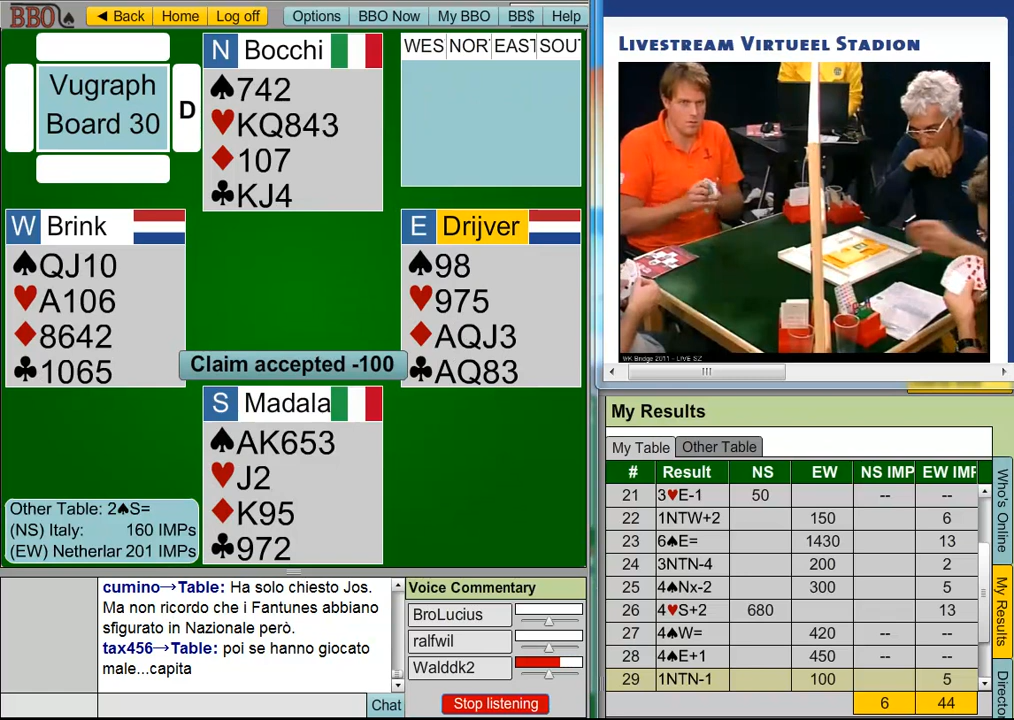 BBO
◄ Back
Home
Log off
Options
BBO Now
My BBO
BB$
Help
Vugraph
Board 30
D
N Bocchi
♠742
♥KQ843
♦107
♣KJ4
WES NOR EAST SOU
W Brink
♠QJ10
♥A106
♦8642
♣1065
E Drijver
♠98
♥975
♦AQJ3
♣AQ83
Claim accepted -100
S Madala
♠AK653
♥J2
♦K95
♣972
Other Table: 2♠S=
(NS) Italy: 160 IMPs
(EW) Netherlar 201 IMPs
cumino→Table: Ha solo chiesto Jos.
Ma non ricordo che i Fantunes abbiano
sfigurato in Nazionale però.
tax456→Table: poi se hanno giocato
male...capita
Chat
Voice Commentary
BroLucius
ralfwil
Walddk2
Stop listening
Livestream Virtueel Stadion
WK Bridge 2011 - LIVE SZ
My Results
My Table
Other Table
# Result NS EW NS IMP EW IMF
21 3♥E-1 50 -- --
22 1NTW+2 150 6
23 6♠E= 1430 13
24 3NTN-4 200 2
25 4♠Nx-2 300 5
26 4♥S+2 680 13
27 4♠W= 420 -- --
28 4♠E+1 450 -- --
29 1NTN-1 100 5
6 44
Who's Online
My Results
Director